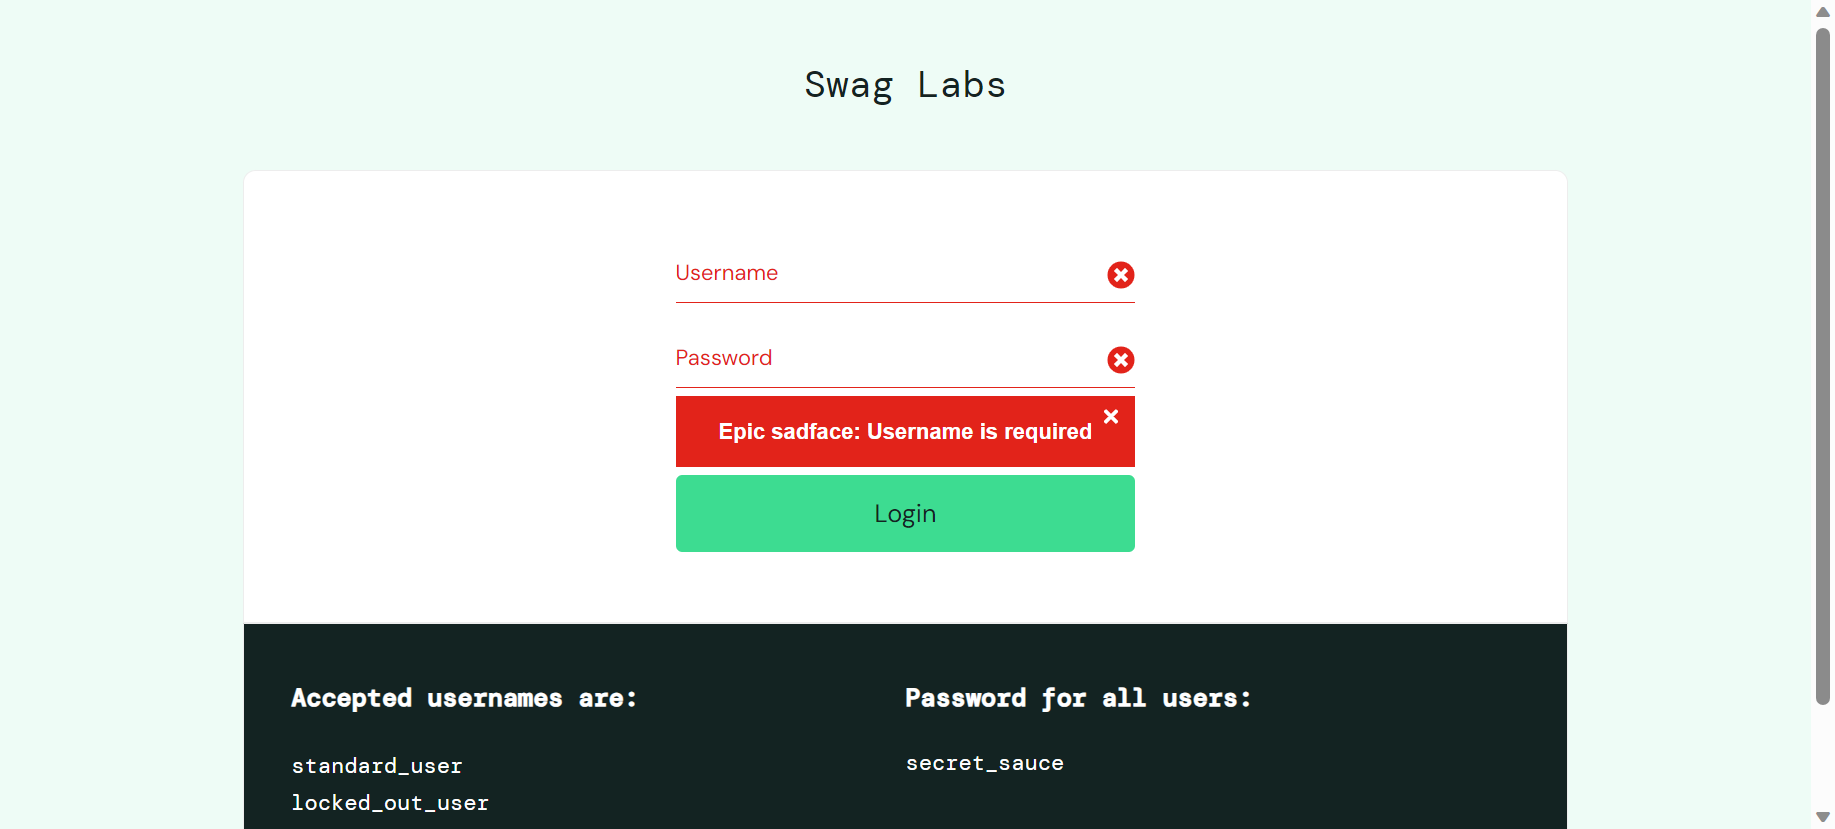 Swag Labs
Username
Password
Epic sadface: Username is required
Login
Accepted usernames are:
standard_user
locked_out_user
Password for all users:
secret_sauce